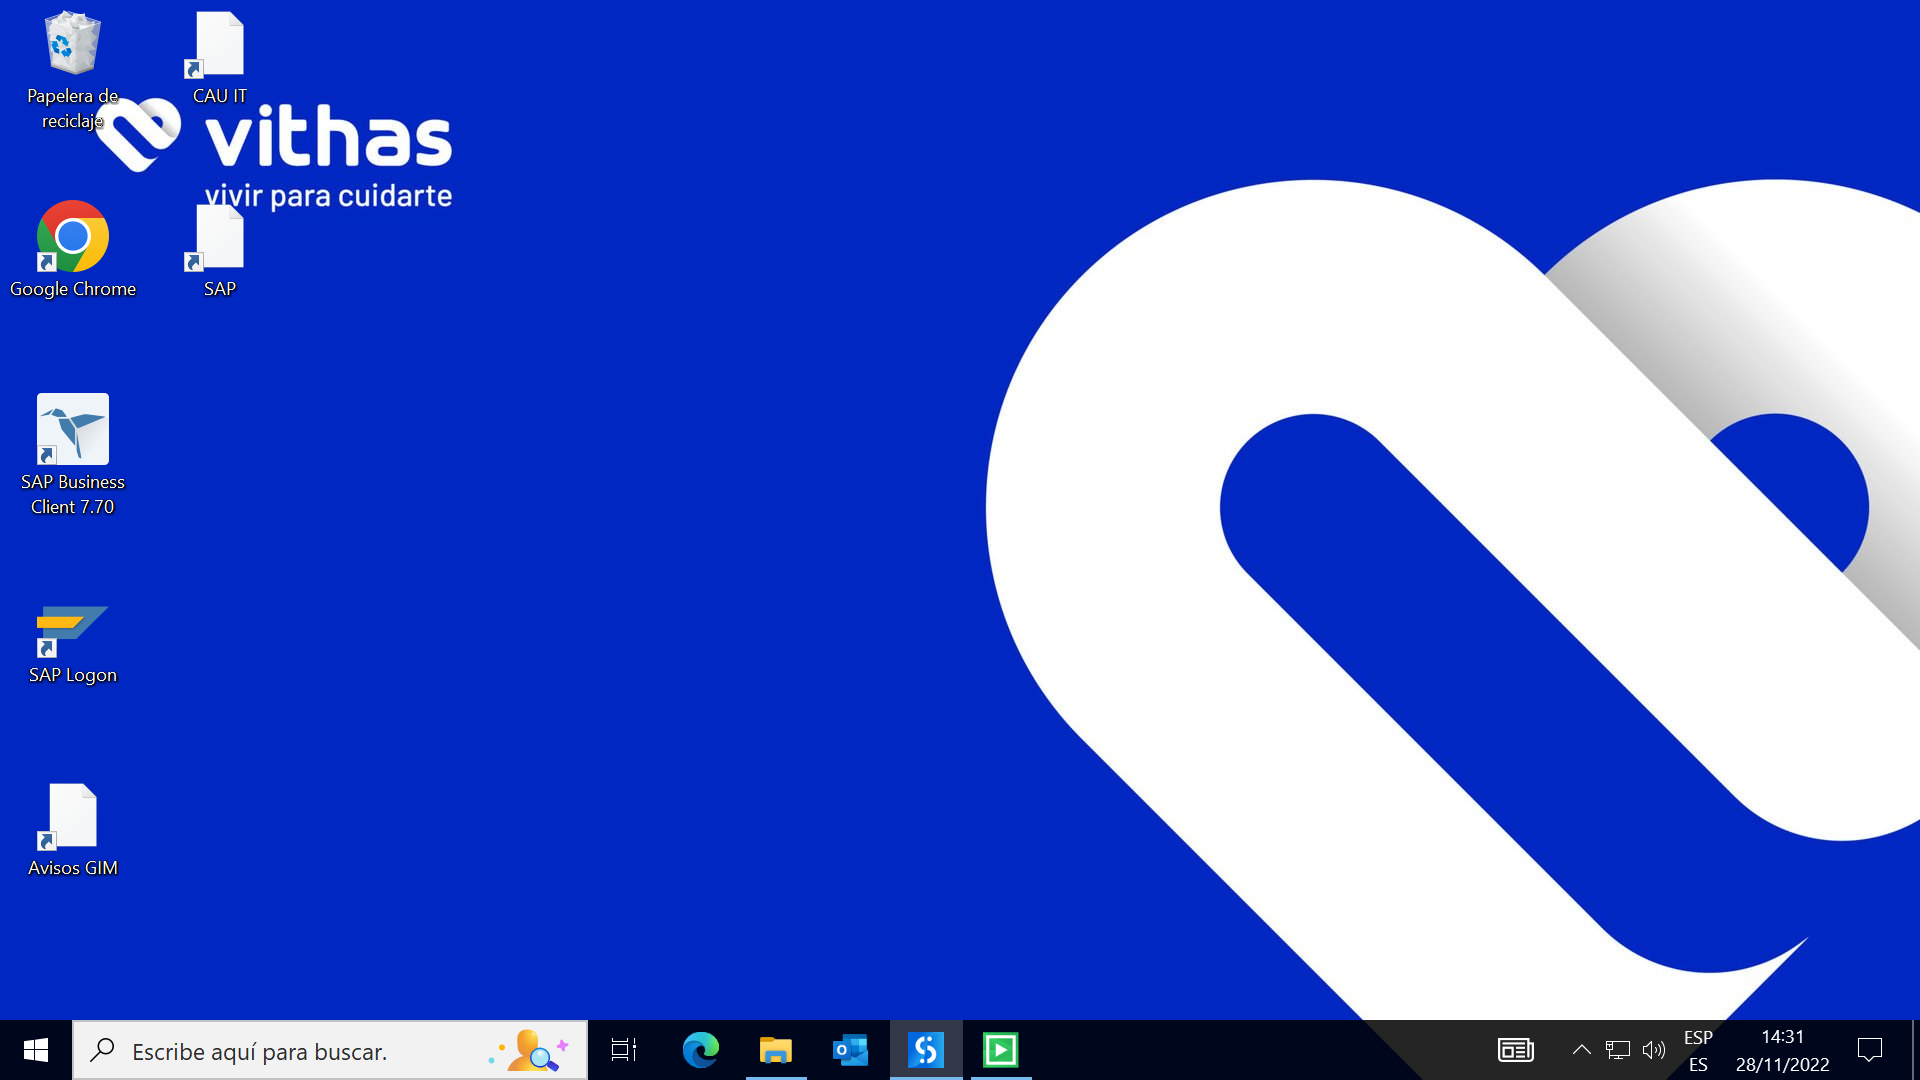 Papelera de
reciclaje
CAU IT
vithas
vivir para cuidarte
Google Chrome
SAP
SAP Business
Client 7.70
SAP Logon
Avisos GIM
Escribe aquí para buscar.
ESP
ES
14:31
28/11/2022